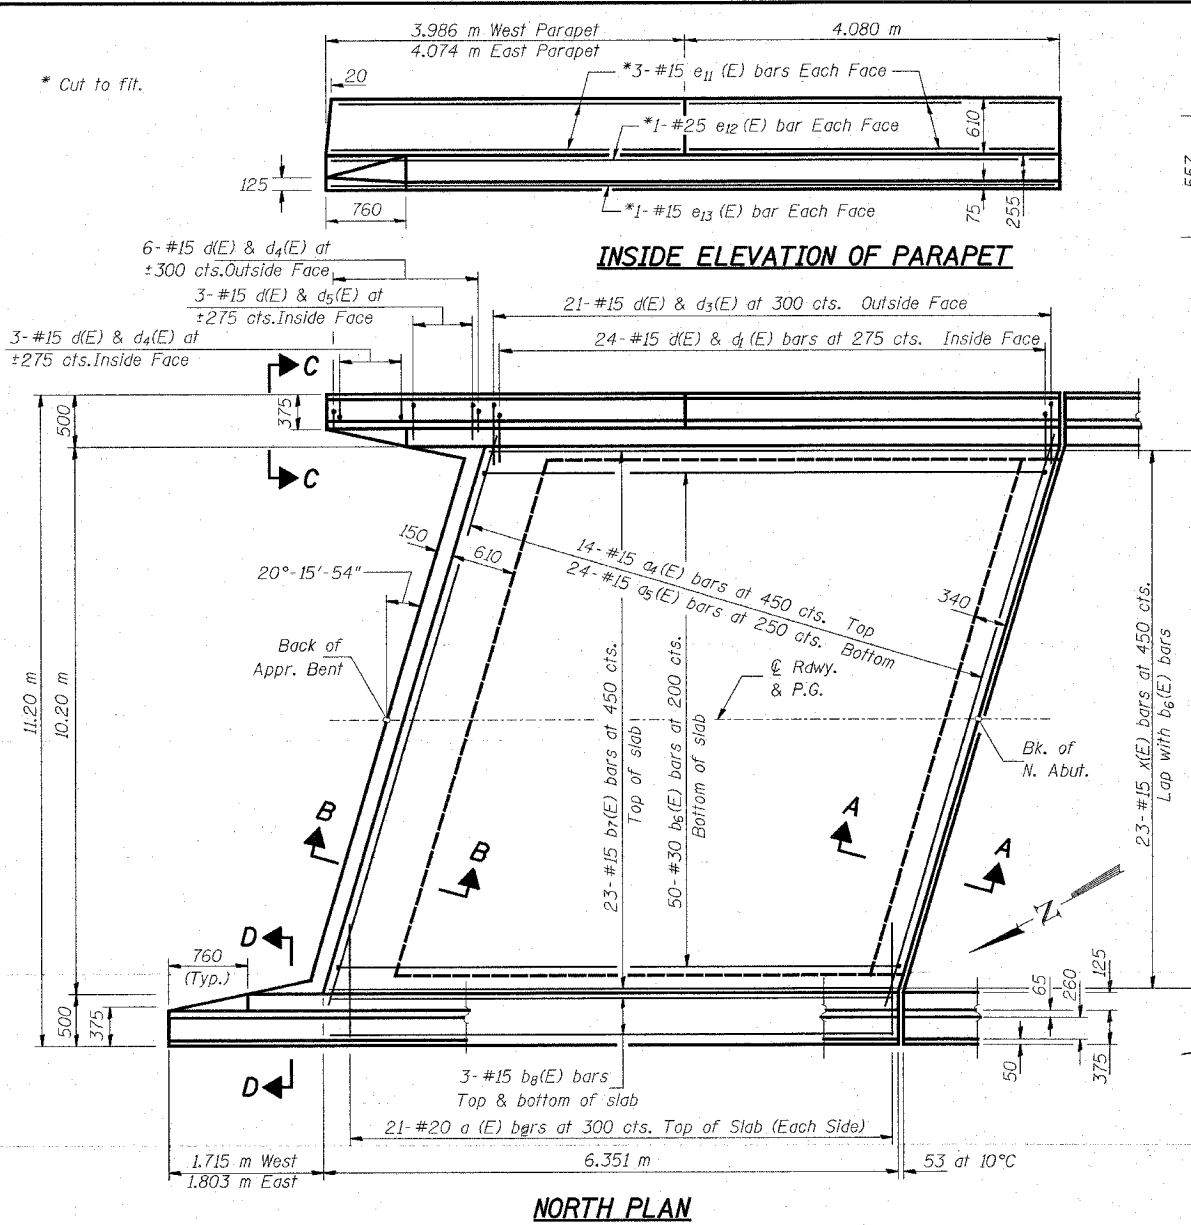 3.986 m West Parapet
4.074 m East Parapet
4.080 m
* Cut to fit.
20
*3- #15 e11 (E) bars Each Face
*1- #25 e12 (E) bar Each Face
610
125
760
*1- #15 e13 (E) bar Each Face
75
255
557
INSIDE ELEVATION OF PARAPET
6- #15 d(E) & d4(E) at
±300 cts. Outside Face
3- #15 d(E) & d5(E) at
±275 cts. Inside Face
3- #15 d(E) & d4(E) at
±275 cts. Inside Face
21- #15 d(E) & d3(E) at 300 cts. Outside Face
24- #15 d(E) & d1 (E) bars at 275 cts. Inside Face
C
C
500
375
11.20 m
10.20 m
150
610
20°-15'-54"
14- #15 a4(E) bars at 450 cts. Top
24- #15 a5(E) bars at 250 cts. Bottom
340
Back of
Appr. Bent
℄ Rdwy.
& P.G.
Bk. of
N. Abut.
23- #15 b7(E) bars at 450 cts.
Top of slab
50- #30 b6(E) bars at 200 cts.
Bottom of slab
23- #15 x(E) bars at 450 cts.
Lap with b6(E) bars
B
B
A
A
N
D
D
760
(Typ.)
500
375
65
260
125
50
375
3- #15 b8(E) bars
Top & bottom of slab
21- #20 a (E) bars at 300 cts. Top of Slab (Each Side)
1.715 m West
1.803 m East
6.351 m
53 at 10°C
NORTH PLAN